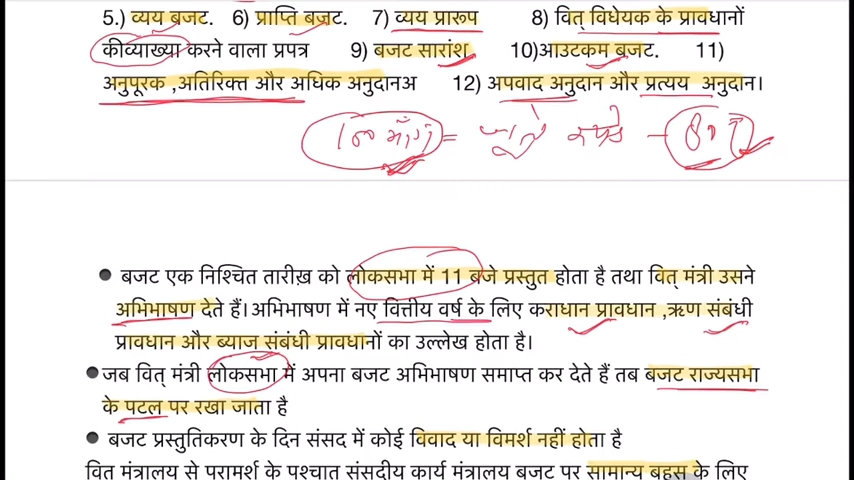 5.) व्यय बजट. 6) प्राप्ति बजट. 7) व्यय प्रारूप 8) वित् विधेयक के प्रावधानों
कीव्याख्या करने वाला प्रपत्र 9) बजट सारांश 10)आउटकम बजट. 11)
अनुपूरक ,अतिरिक्त और अधिक अनुदानअ 12) अपवाद अनुदान और प्रत्यय अनुदान।
● बजट एक निश्चित तारीख़ को लोकसभा में 11 बजे प्रस्तुत होता है तथा वित् मंत्री उसने
अभिभाषण देते हैं।अभिभाषण में नए वित्तीय वर्ष के लिए कराधान प्रावधान ,ऋण संबंधी
प्रावधान और ब्याज संबंधी प्रावधानों का उल्लेख होता है।
● जब वित् मंत्री लोकसभा में अपना बजट अभिभाषण समाप्त कर देते हैं तब बजट राज्यसभा
के पटल पर रखा जाता है
● बजट प्रस्तुतिकरण के दिन संसद में कोई विवाद या विमर्श नहीं होता है
वित् मंत्रालय से परामर्श के पश्चात संसदीय कार्य मंत्रालय बजट पर सामान्य बहस के लिए